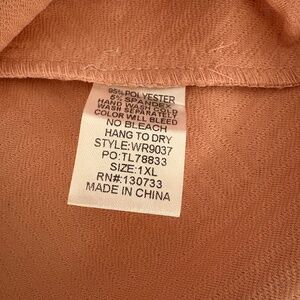 95% POLYESTER
5% SPANDEX
HAND WASH COLD
WASH SEPARATELY
COLOR WILL BLEED
NO BLEACH
HANG TO DRY
STYLE:WR9037
PO:TL78833
SIZE:1XL
RN#:130733
MADE IN CHINA